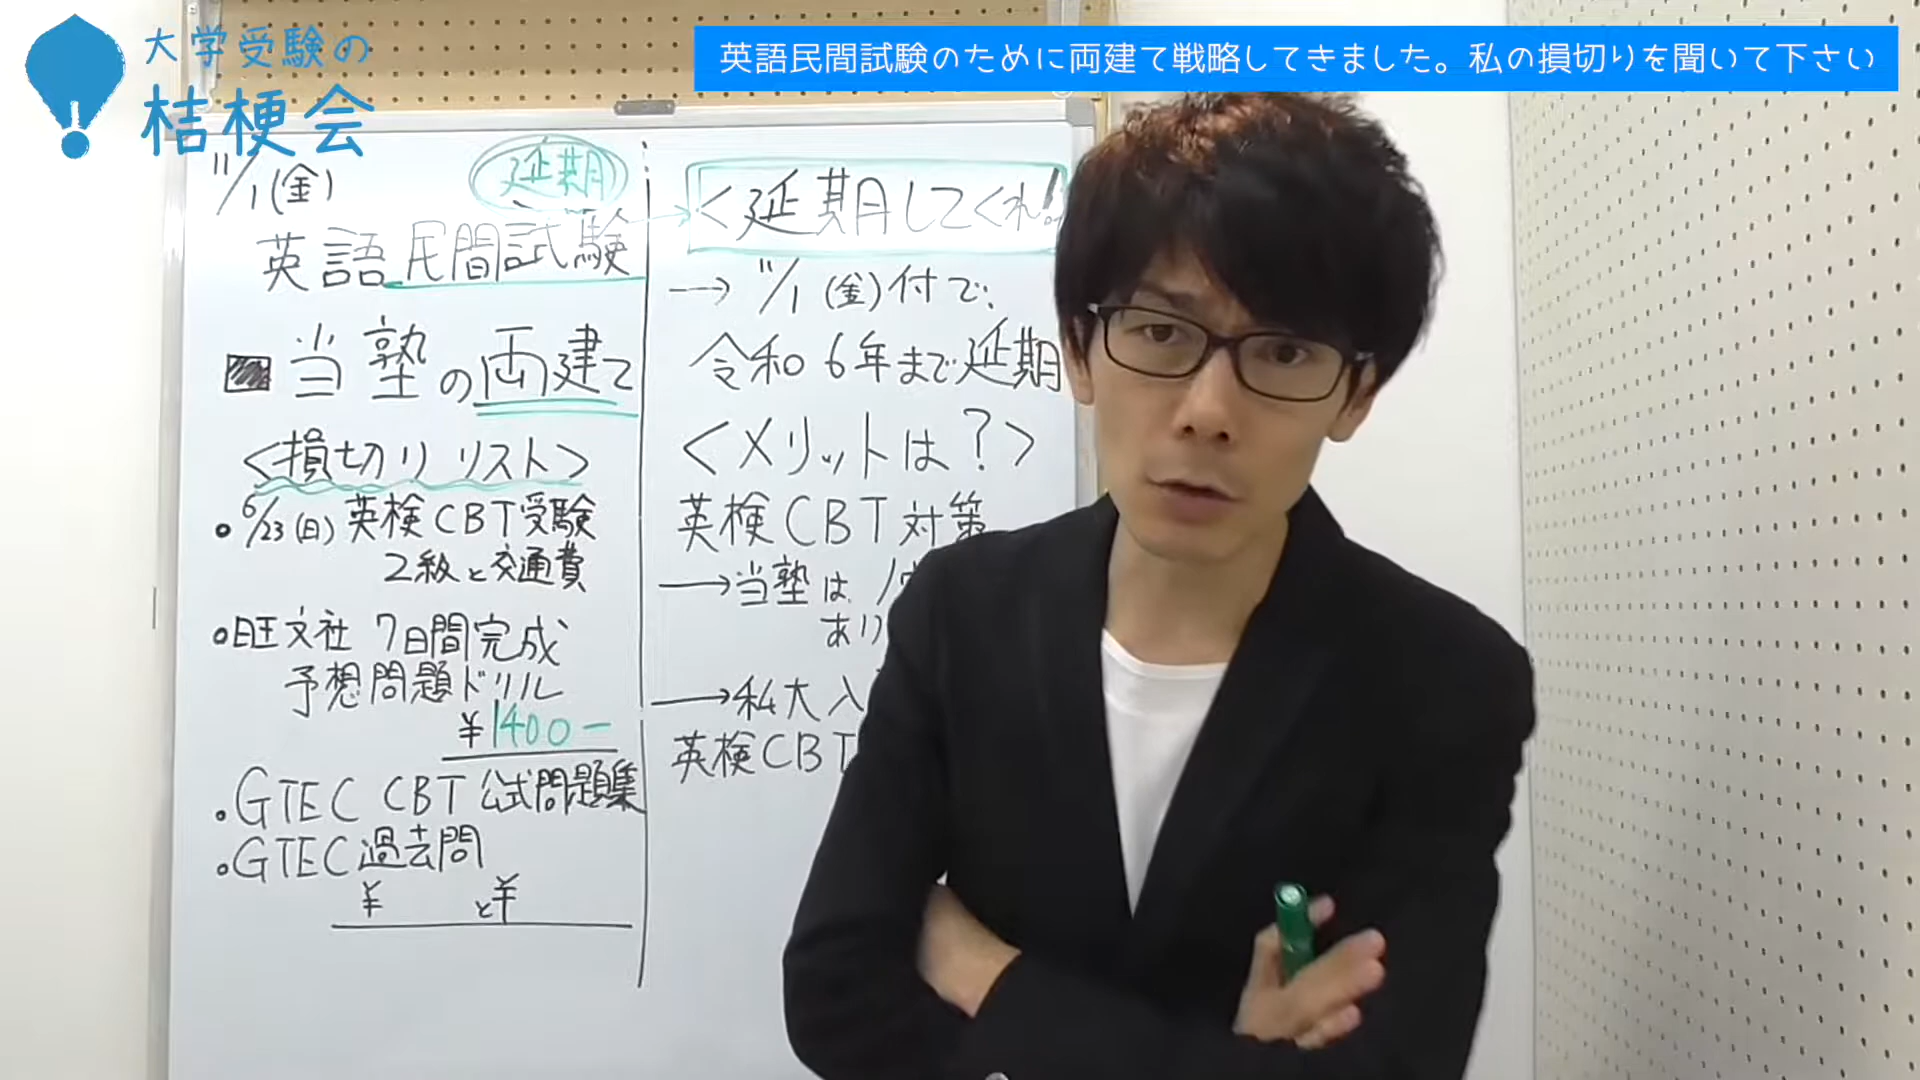 大学受験の
桔梗会
英語民間試験のために両建て戦略してきました。私の損切りを聞いて下さい
11/1(金)
延期
英語民間試験
当塾の両建て
<損切りリスト>
・6/23(日)英検CBT受験
2級と交通費
・旺文社 7日間完成
予想問題ドリル
¥1400-
・GTEC CBT 公式問題集
・GTEC過去問
¥ と¥
<延期してくれ!
→ 11/1(金)付で、
令和6年まで延期
<メリットは?>
英検CBT対策
→当塾は
あり
→私大入
英検CBT